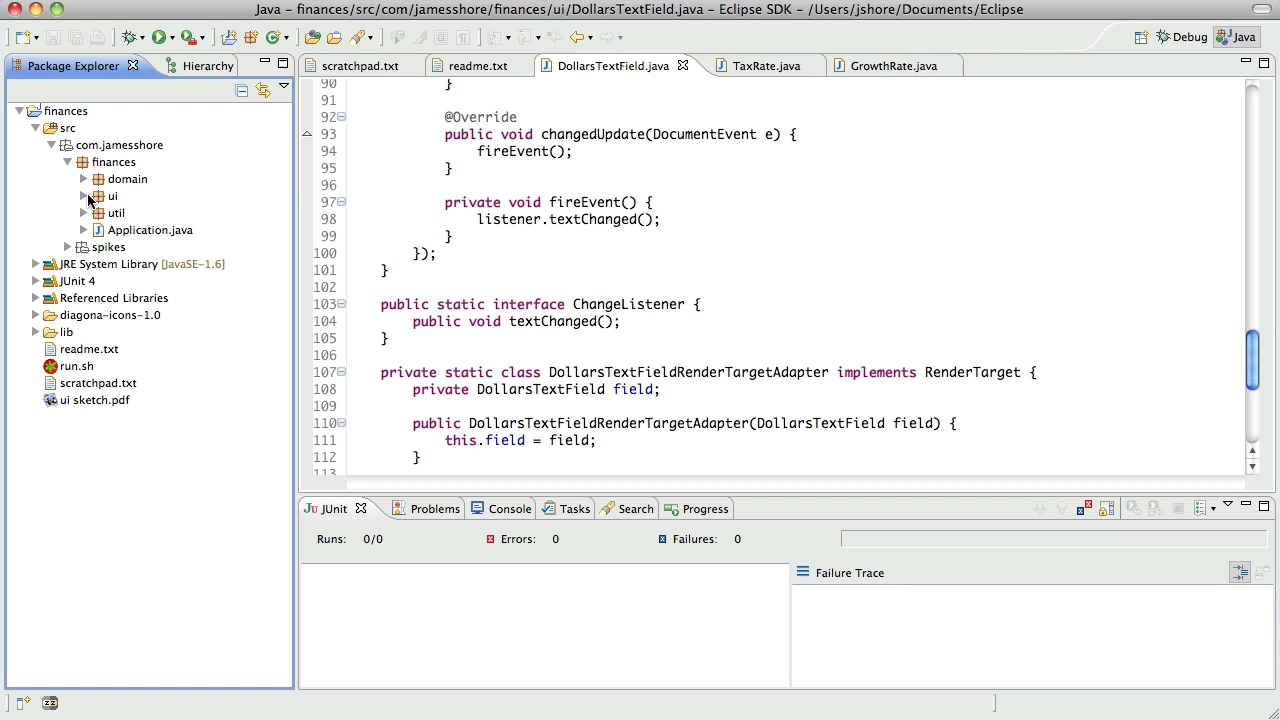 Java – finances/src/com/jamesshore/finances/ui/DollarsTextField.java – Eclipse SDK – /Users/jshore/Documents/Eclipse
Debug
Java
Package Explorer
Hierarchy
finances
src
com.jamesshore
finances
domain
ui
util
Application.java
spikes
JRE System Library [JavaSE-1.6]
JUnit 4
Referenced Libraries
diagona-icons-1.0
lib
readme.txt
run.sh
scratchpad.txt
ui sketch.pdf
scratchpad.txt
readme.txt
DollarsTextField.java
TaxRate.java
GrowthRate.java
90 }
91
92 @Override
93 public void changedUpdate(DocumentEvent e) {
94 fireEvent();
95 }
96
97 private void fireEvent() {
98 listener.textChanged();
99 }
100 });
101 }
102
103 public static interface ChangeListener {
104 public void textChanged();
105 }
106
107 private static class DollarsTextFieldRenderTargetAdapter implements RenderTarget {
108 private DollarsTextField field;
109
110 public DollarsTextFieldRenderTargetAdapter(DollarsTextField field) {
111 this.field = field;
112 }
113
JUnit
Problems
Console
Tasks
Search
Progress
Runs: 0/0
Errors: 0
Failures: 0
Failure Trace